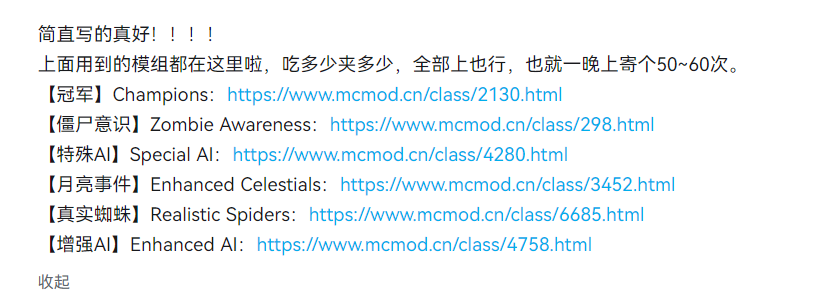 简直写的真好！！！！
上面用到的模组都在这里啦，吃多少夹多少，全部上也行，也就一晚上寄个50~60次。
【冠军】Champions：https://www.mcmod.cn/class/2130.html
【僵尸意识】Zombie Awareness：https://www.mcmod.cn/class/298.html
【特殊AI】Special AI：https://www.mcmod.cn/class/4280.html
【月亮事件】Enhanced Celestials：https://www.mcmod.cn/class/3452.html
【真实蜘蛛】Realistic Spiders：https://www.mcmod.cn/class/6685.html
【增强AI】Enhanced AI：https://www.mcmod.cn/class/4758.html
收起